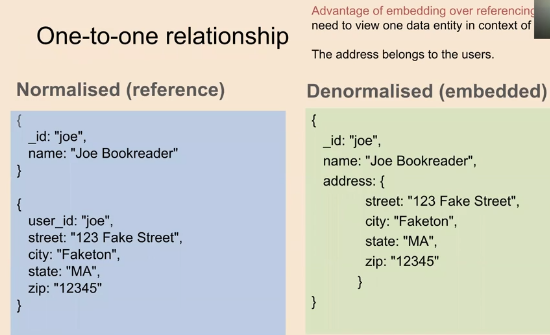 Advantage of embedding over referencing
need to view one data entity in context of
The address belongs to the users.
One-to-one relationship
Normalised (reference)
{
_id: "joe",
name: "Joe Bookreader"
}
{
user_id: "joe",
street: "123 Fake Street",
city: "Faketon",
state: "MA",
zip: "12345"
}
Denormalised (embedded)
{
_id: "joe",
name: "Joe Bookreader",
address: {
street: "123 Fake Street",
city: "Faketon",
state: "MA",
zip: "12345"
}
}